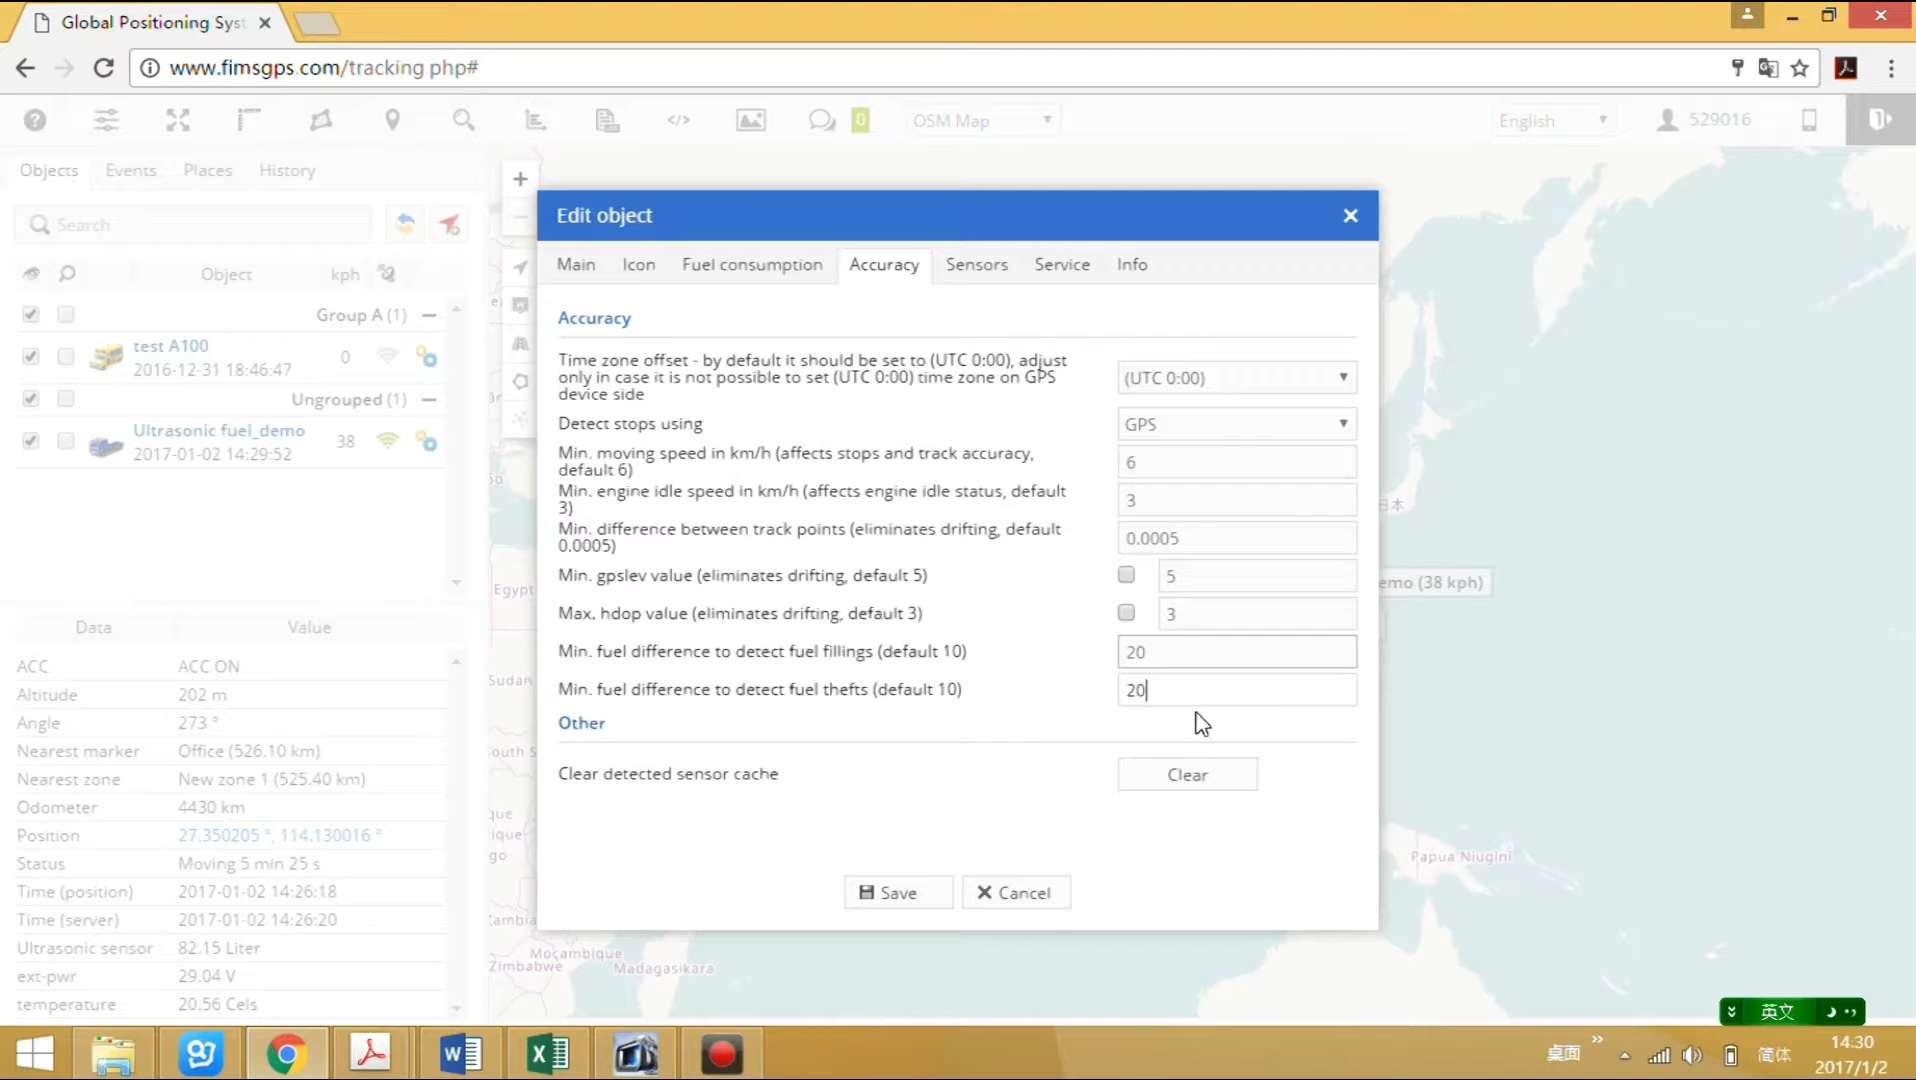 Global Positioning Syst
www.fimsgps.com/tracking.php#
0
OSM Map
English
529016
Objects
Events
Places
History
Search
Object
kph
Group A (1)
test A100
2016-12-31 18:46:47
0
Ungrouped (1)
Ultrasonic fuel_demo
2017-01-02 14:29:52
38
Data
Value
ACC
ACC ON
Altitude
202 m
Angle
273 °
Nearest marker
Office (526.10 km)
Nearest zone
New zone 1 (525.40 km)
Odometer
4430 km
Position
27.350205 °, 114.130016 °
Status
Moving 5 min 25 s
Time (position)
2017-01-02 14:26:18
Time (server)
2017-01-02 14:26:20
Ultrasonic sensor
82.15 Liter
ext-pwr
29.04 V
temperature
20.56 Cels
Edit object
Main
Icon
Fuel consumption
Accuracy
Sensors
Service
Info
Accuracy
Time zone offset - by default it should be set to (UTC 0:00), adjust
only in case it is not possible to set (UTC 0:00) time zone on GPS
device side
(UTC 0:00)
Detect stops using
GPS
Min. moving speed in km/h (affects stops and track accuracy,
default 6)
6
Min. engine idle speed in km/h (affects engine idle status, default
3)
3
Min. difference between track points (eliminates drifting, default
0.0005)
0.0005
Min. gpslev value (eliminates drifting, default 5)
5
Max. hdop value (eliminates drifting, default 3)
3
Min. fuel difference to detect fuel fillings (default 10)
20
Min. fuel difference to detect fuel thefts (default 10)
20
Other
Clear detected sensor cache
Clear
Save
Cancel
日本
emo (38 kph)
Egypt
Sudan
South S
Zambia
Moçambique
Zimbabwe
Madagasikara
Papua Niugini
英文
桌面
简体
14:30
2017/1/2